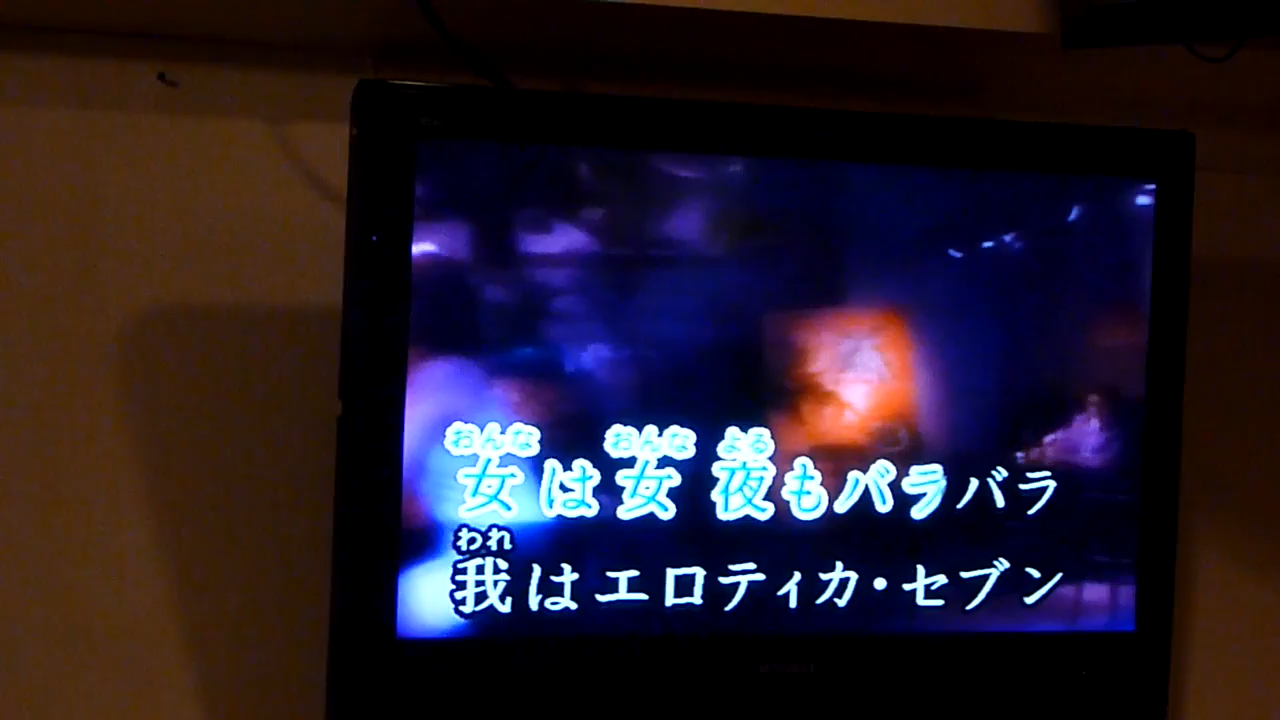 おんな おんな よる
女は女 夜もバラバラ
われ
我はエロティカ・セブン